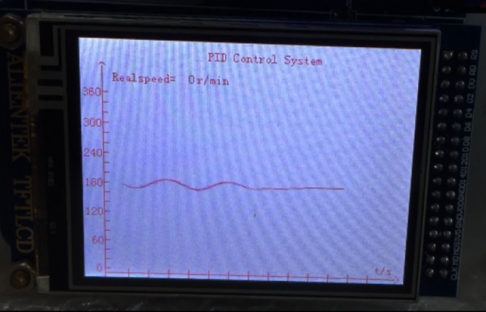 PID Control System
Realspeed= 0r/min
360
300
240
180
120
60
0
t/s
ALIENTEK TFTLCD